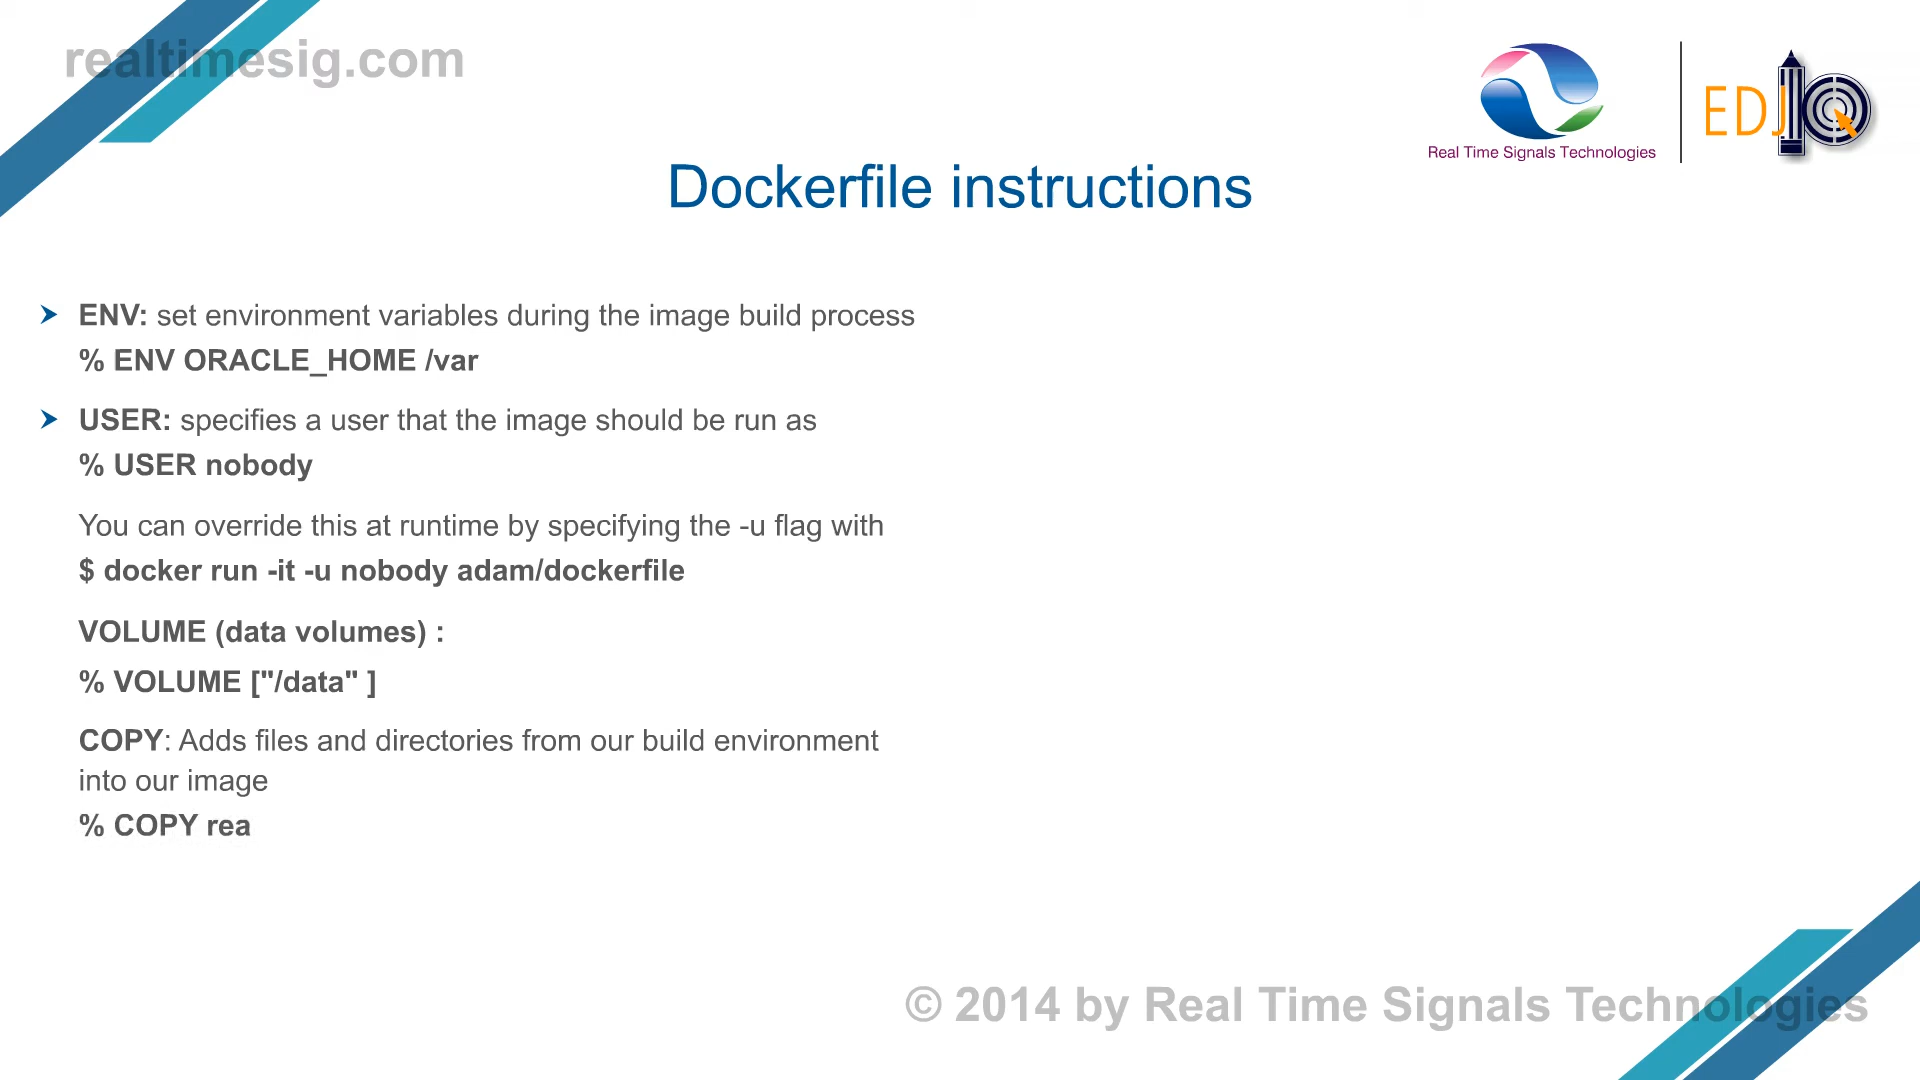 realtimesig.com
Real Time Signals Technologies
EDJ
Dockerfile instructions
ENV: set environment variables during the image build process
% ENV ORACLE_HOME /var
USER: specifies a user that the image should be run as
% USER nobody
You can override this at runtime by specifying the -u flag with
$ docker run -it -u nobody adam/dockerfile
VOLUME (data volumes) :
% VOLUME ["/data" ]
COPY: Adds files and directories from our build environment
into our image
% COPY rea
© 2014 by Real Time Signals Technologies